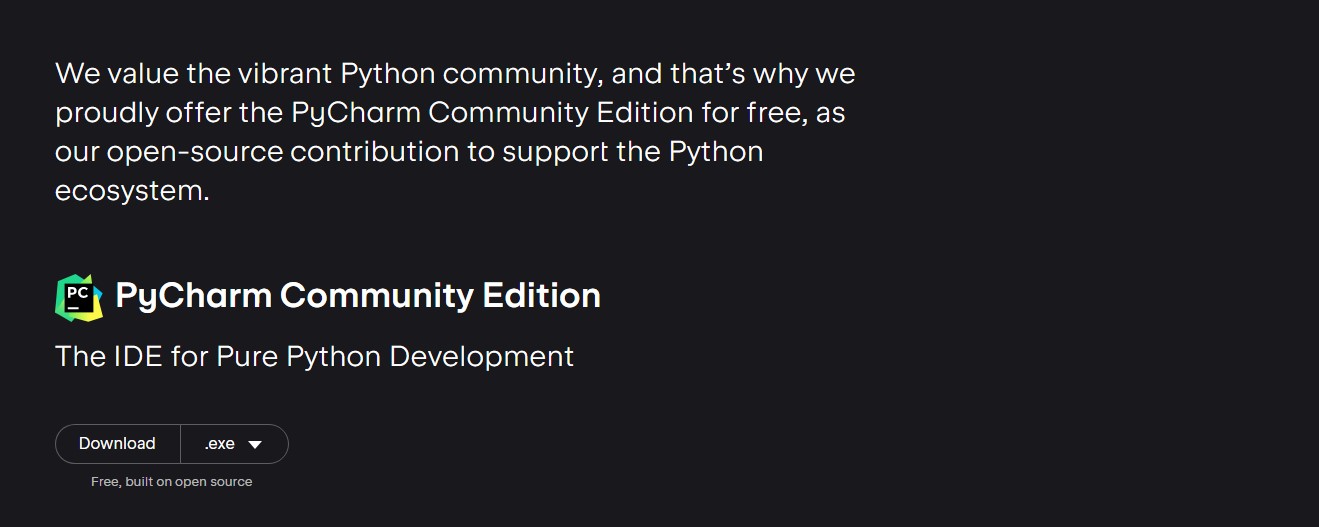 We value the vibrant Python community, and that’s why we
proudly offer the PyCharm Community Edition for free, as
our open-source contribution to support the Python
ecosystem.
PC
PyCharm Community Edition
The IDE for Pure Python Development
Download
.exe
Free, built on open source